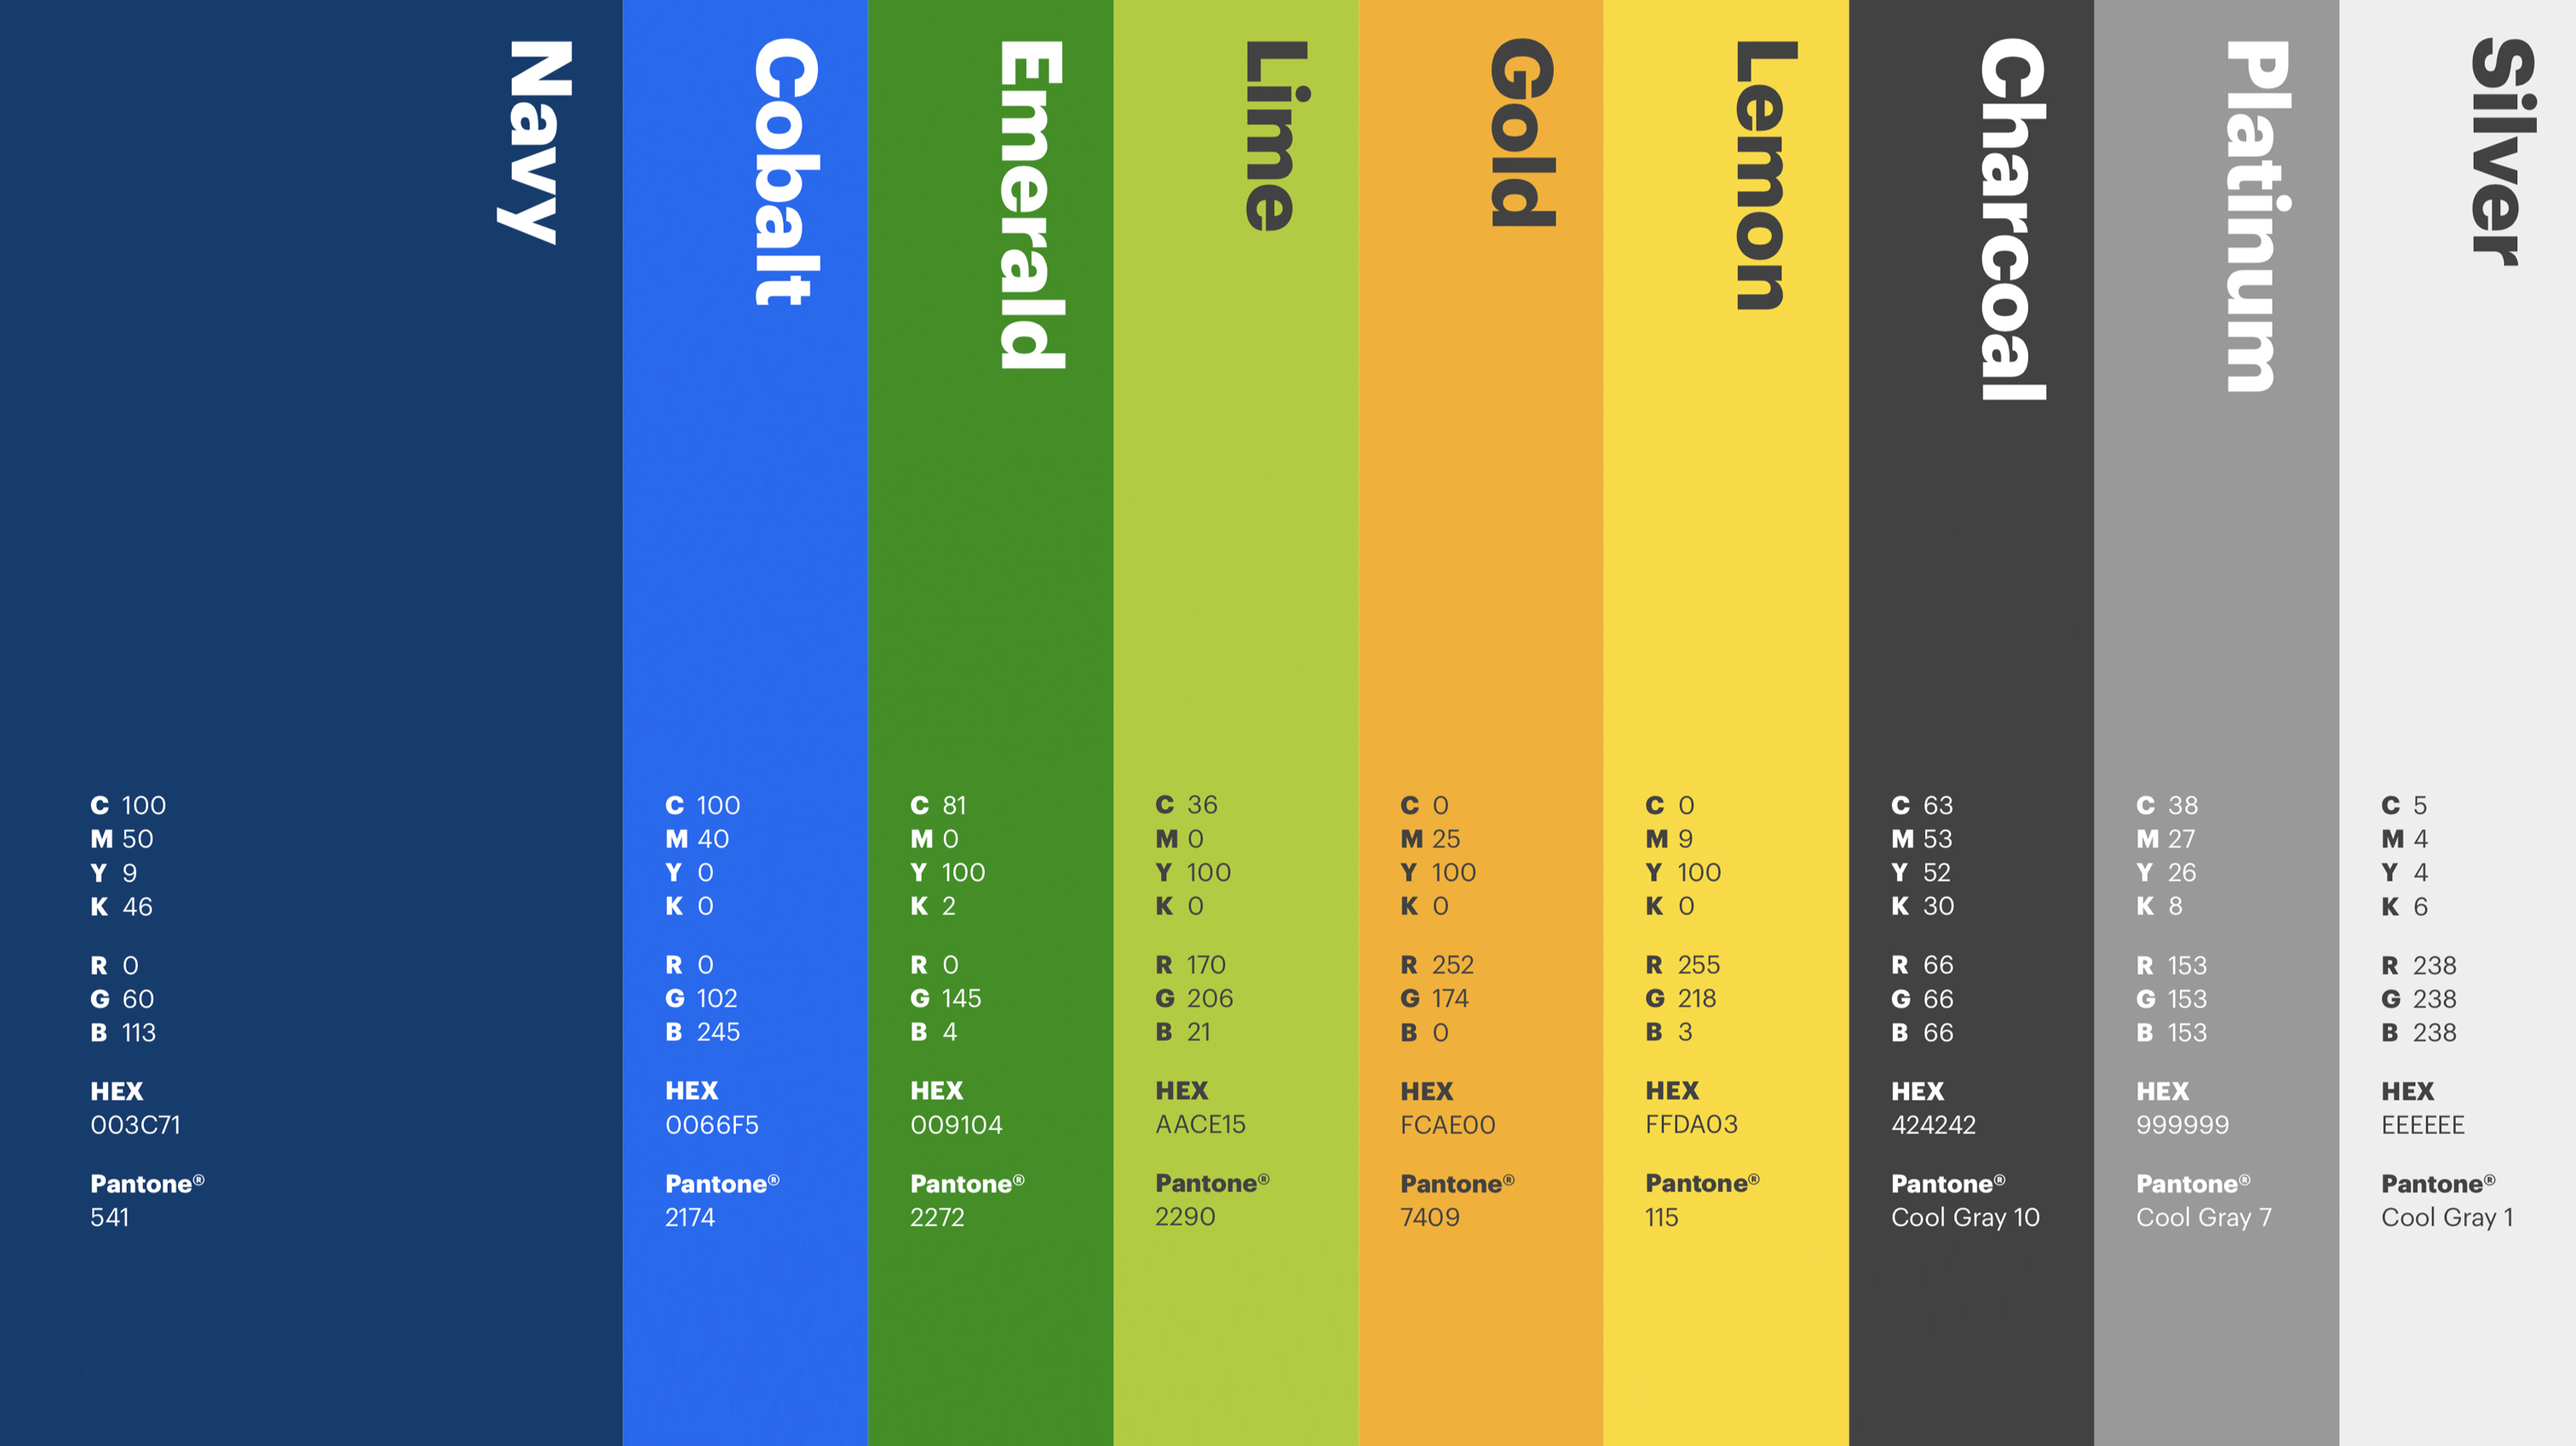 Navy
C 100
M 50
Y 9
K 46
R 0
G 60
B 113
HEX
003C71
Pantone®
541
Cobalt
C 100
M 40
Y 0
K 0
R 0
G 102
B 245
HEX
0066F5
Pantone®
2174
Emerald
C 81
M 0
Y 100
K 2
R 0
G 145
B 4
HEX
009104
Pantone®
2272
Lime
C 36
M 0
Y 100
K 0
R 170
G 206
B 21
HEX
AACE15
Pantone®
2290
Gold
C 0
M 25
Y 100
K 0
R 252
G 174
B 0
HEX
FCAE00
Pantone®
7409
Lemon
C 0
M 9
Y 100
K 0
R 255
G 218
B 3
HEX
FFDA03
Pantone®
115
Charcoal
C 63
M 53
Y 52
K 30
R 66
G 66
B 66
HEX
424242
Pantone®
Cool Gray 10
Platinum
C 38
M 27
Y 26
K 8
R 153
G 153
B 153
HEX
999999
Pantone®
Cool Gray 7
Silver
C 5
M 4
Y 4
K 6
R 238
G 238
B 238
HEX
EEEEEE
Pantone®
Cool Gray 1